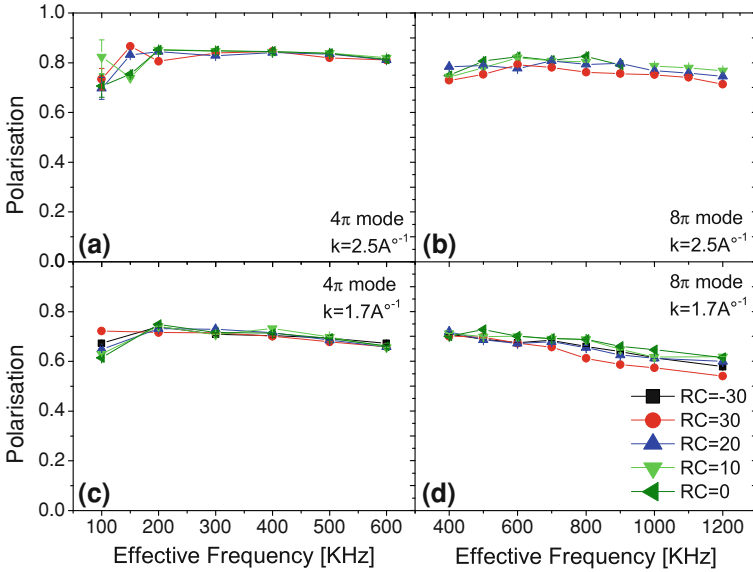 1.0
0.8
0.6
0.4
0.2
0.0
Polarisation
4π mode
k=2.5A°⁻¹
(a)
8π mode
k=2.5A°⁻¹
(b)
1.0
0.8
0.6
0.4
0.2
0.0
Polarisation
4π mode
k=1.7A°⁻¹
(c)
8π mode
k=1.7A°⁻¹
RC=-30
RC=30
RC=20
RC=10
RC=0
(d)
100 200 300 400 500 600
400 600 800 1000 1200
Effective Frequency [KHz]
Effective Frequency [KHz]